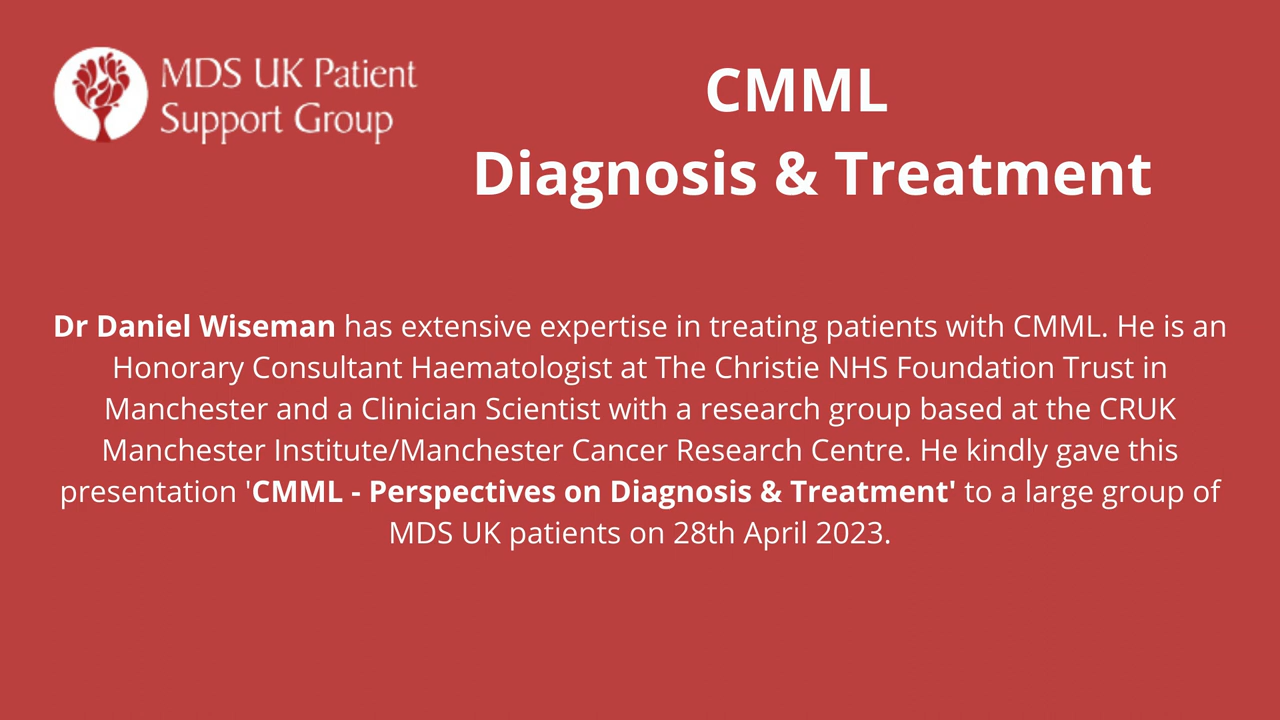 MDS UK Patient
Support Group
CMML
Diagnosis & Treatment
Dr Daniel Wiseman has extensive expertise in treating patients with CMML. He is an
Honorary Consultant Haematologist at The Christie NHS Foundation Trust in
Manchester and a Clinician Scientist with a research group based at the CRUK
Manchester Institute/Manchester Cancer Research Centre. He kindly gave this
presentation 'CMML - Perspectives on Diagnosis & Treatment' to a large group of
MDS UK patients on 28th April 2023.